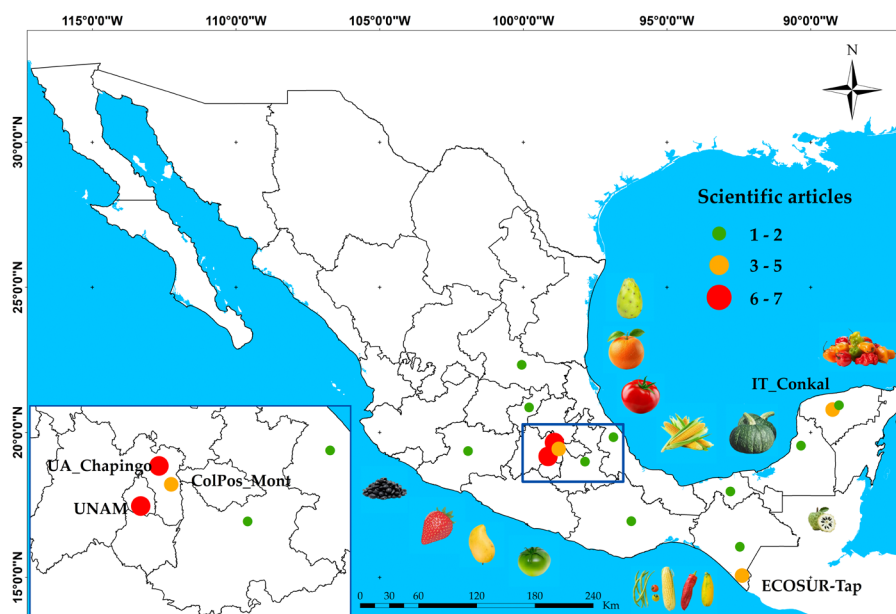 115°0'0"W
110°0'0"W
105°0'0"W
100°0'0"W
95°0'0"W
90°0'0"W
N
30°0'0"N
25°0'0"N
20°0'0"N
15°0'0"N
Scientific articles
1 - 2
3 - 5
6 - 7
IT_Conkal
UA_Chapingo
ColPos_Mont
UNAM
ECOSUR-Tap
0 30 60 120 180 240
Km